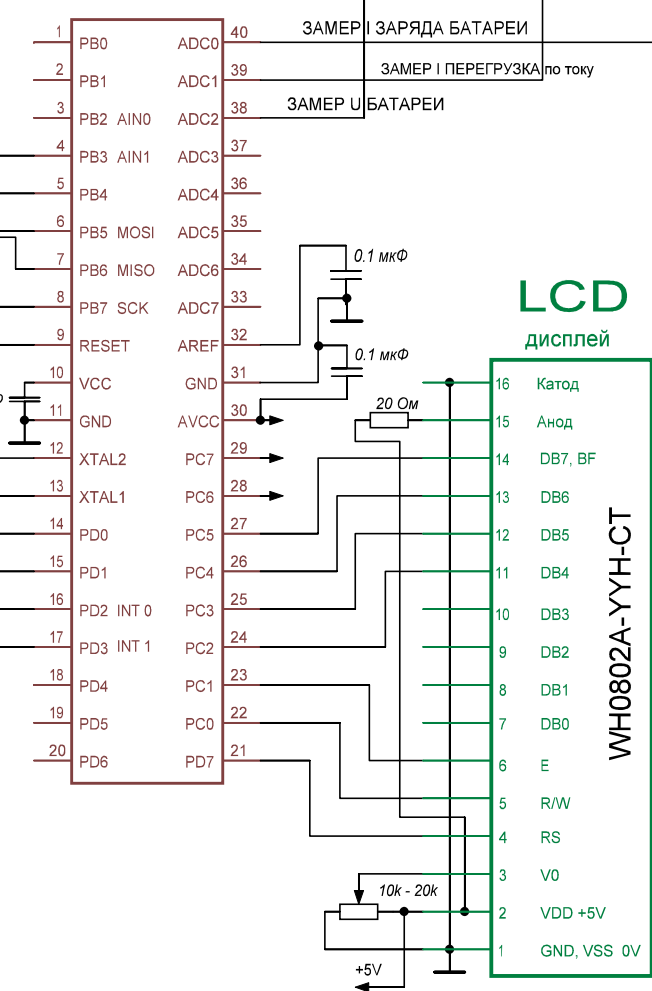 ЗАМЕР I ЗАРЯДА БАТАРЕИ
ЗАМЕР I ПЕРЕГРУЗКА по току
ЗАМЕР U БАТАРЕИ
1 PB0 ADC0 40
2 PB1 ADC1 39
3 PB2 AIN0 ADC2 38
4 PB3 AIN1 ADC3 37
5 PB4 ADC4 36
6 PB5 MOSI ADC5 35
7 PB6 MISO ADC6 34
8 PB7 SCK ADC7 33
9 RESET AREF 32
10 VCC GND 31
11 GND AVCC 30
12 XTAL2 PC7 29
13 XTAL1 PC6 28
14 PD0 PC5 27
15 PD1 PC4 26
16 PD2 INT 0 PC3 25
17 PD3 INT 1 PC2 24
18 PD4 PC1 23
19 PD5 PC0 22
20 PD6 PD7 21
0.1 мкФ
0.1 мкФ
20 Ом
10k - 20k
+5V
LCD
дисплей
16 Катод
15 Анод
14 DB7, BF
13 DB6
12 DB5
11 DB4
10 DB3
9 DB2
8 DB1
7 DB0
6 E
5 R/W
4 RS
3 V0
2 VDD +5V
1 GND, VSS 0V
WH0802A-YYH-CT